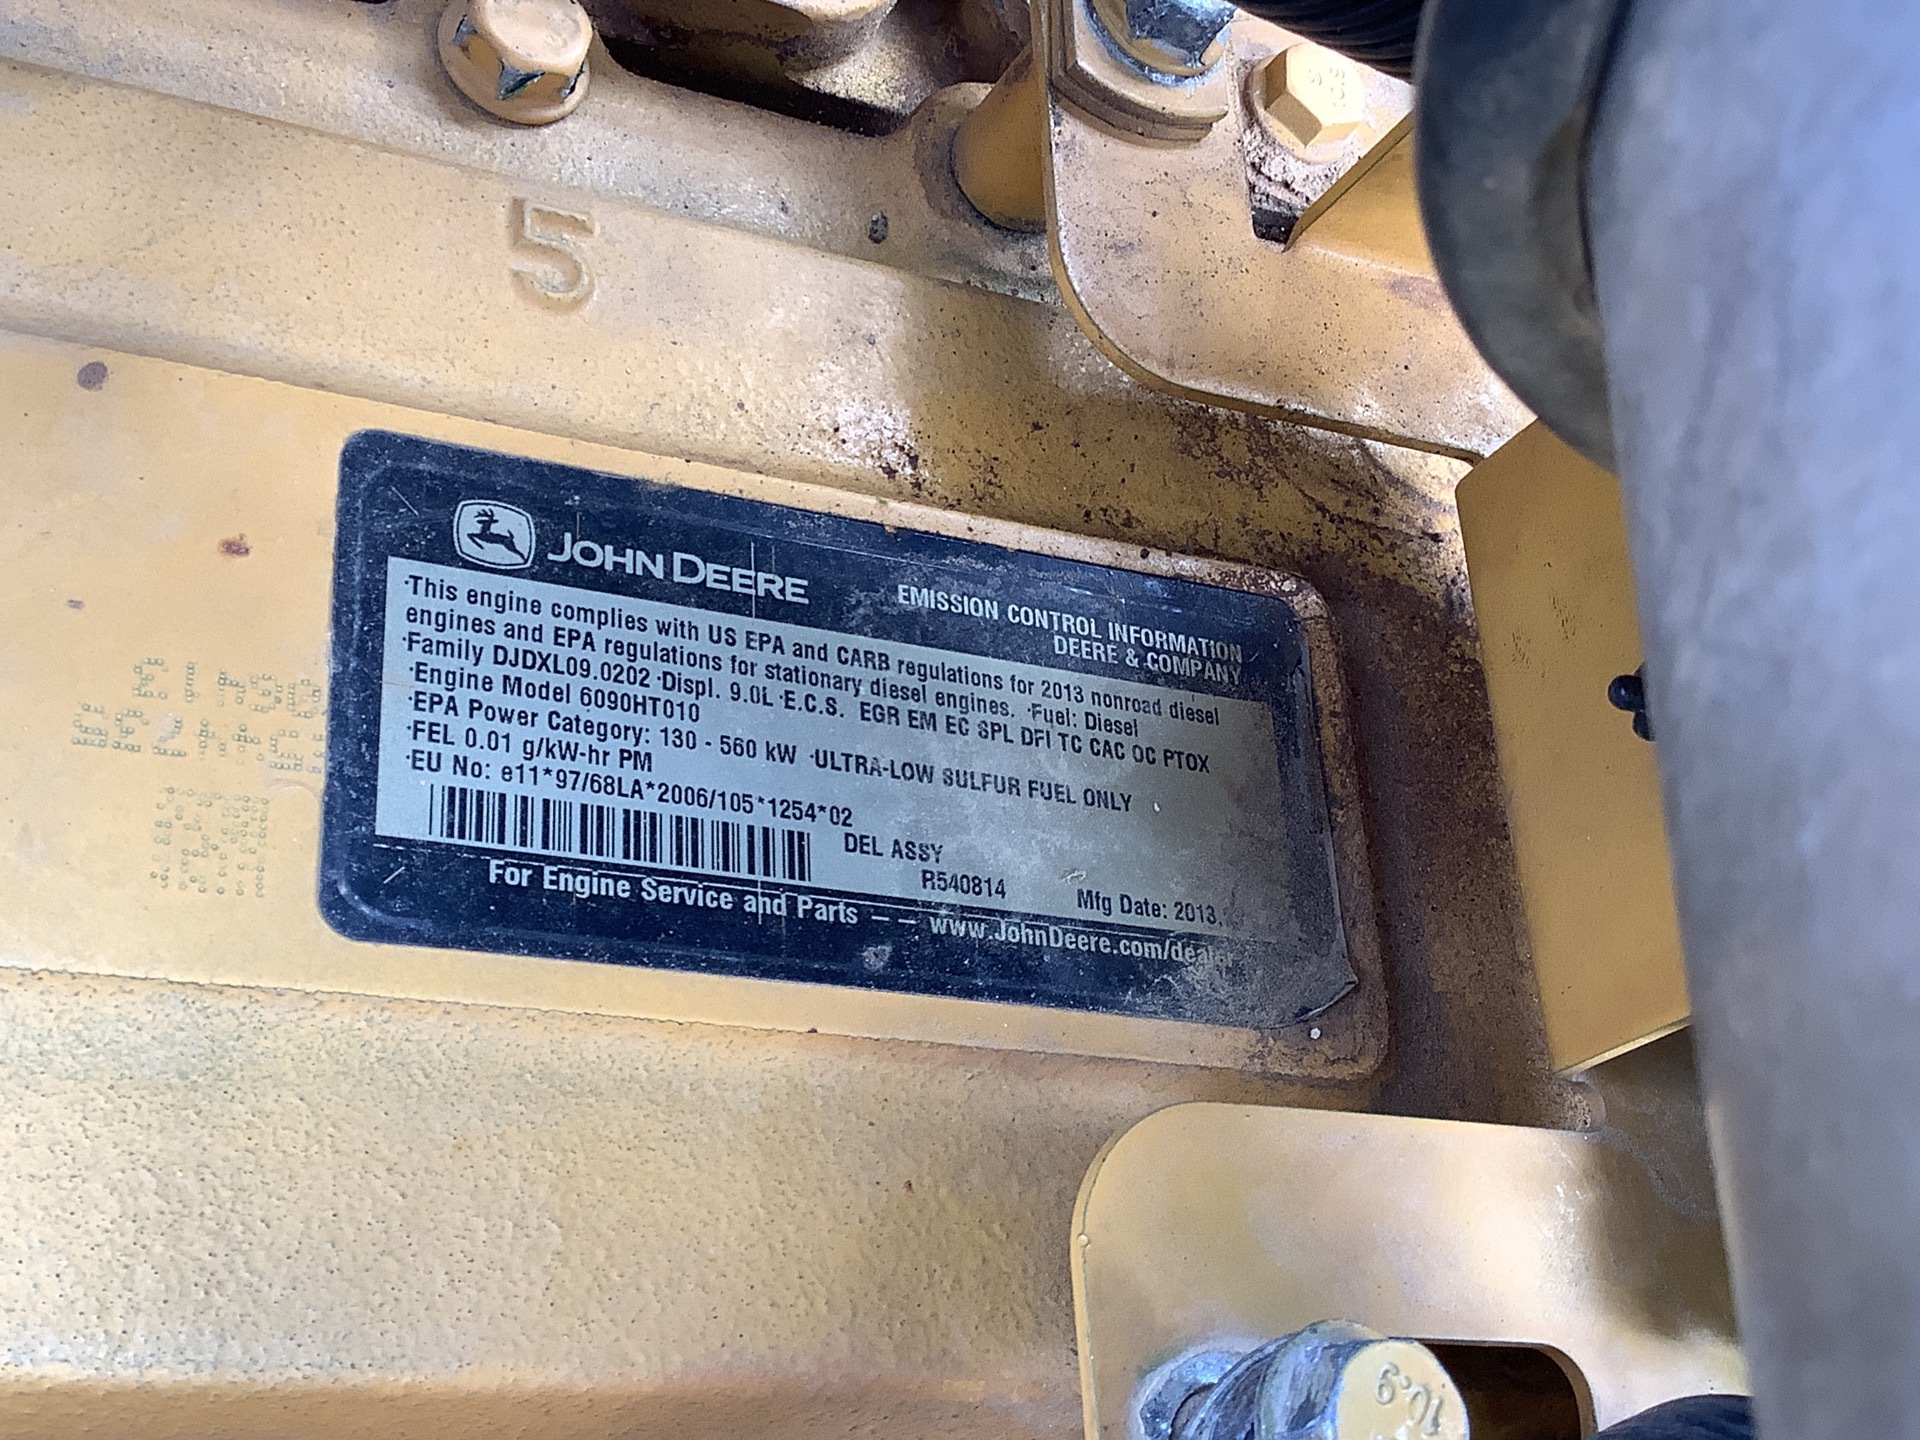 5
JOHN DEERE
EMISSION CONTROL INFORMATION
DEERE & COMPANY
·This engine complies with US EPA and CARB regulations for 2013 nonroad diesel
engines and EPA regulations for stationary diesel engines. ·Fuel: Diesel
·Family DJDXL09.0202 ·Displ. 9.0L ·E.C.S. EGR EM EC SPL DFI TC CAC OC PTOX
·Engine Model 6090HT010
·EPA Power Category: 130 - 560 kW ·ULTRA-LOW SULFUR FUEL ONLY
·FEL 0.01 g/kW-hr PM
·EU No: e11*97/68LA*2006/105*1254*02
DEL ASSY
R540814
Mfg Date: 2013
For Engine Service and Parts – – www.JohnDeere.com/dealer
10.9